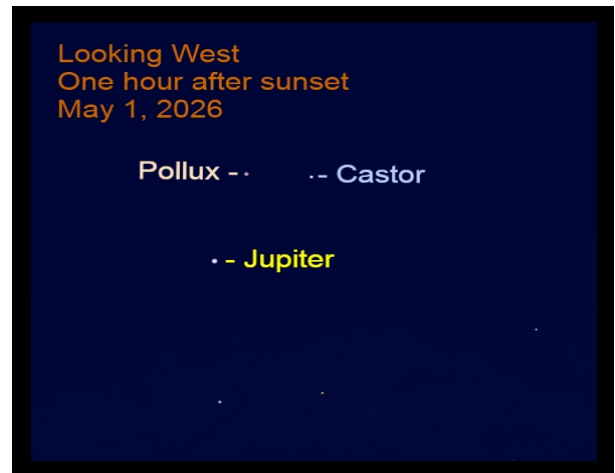 Looking West
One hour after sunset
May 1, 2026
Pollux - - Castor
- Jupiter